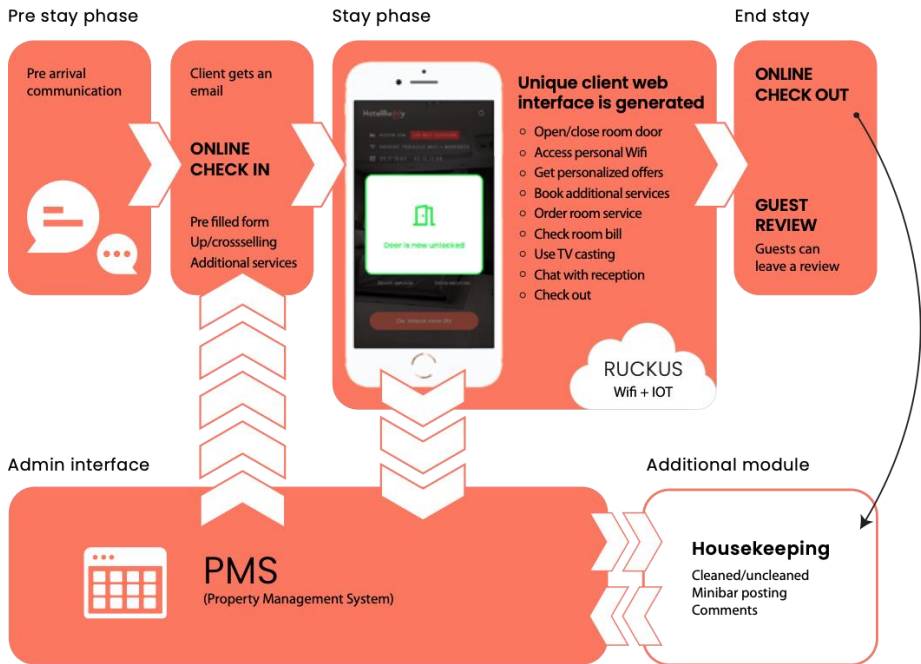 Pre stay phase
Stay phase
End stay
Pre arrival
communication
Client gets an
email
ONLINE
CHECK IN
Pre filled form
Up/crossselling
Additional services
Door is now unlocked
Unique client web
interface is generated
Open/close room door
Access personal Wifi
Get personalized offers
Book additional services
Order room service
Check room bill
Use TV casting
Chat with reception
Check out
RUCKUS
Wifi + IOT
ONLINE
CHECK OUT
GUEST
REVIEW
Guests can
leave a review
Admin interface
PMS
(Property Management System)
Additional module
Housekeeping
Cleaned/uncleaned
Minibar posting
Comments